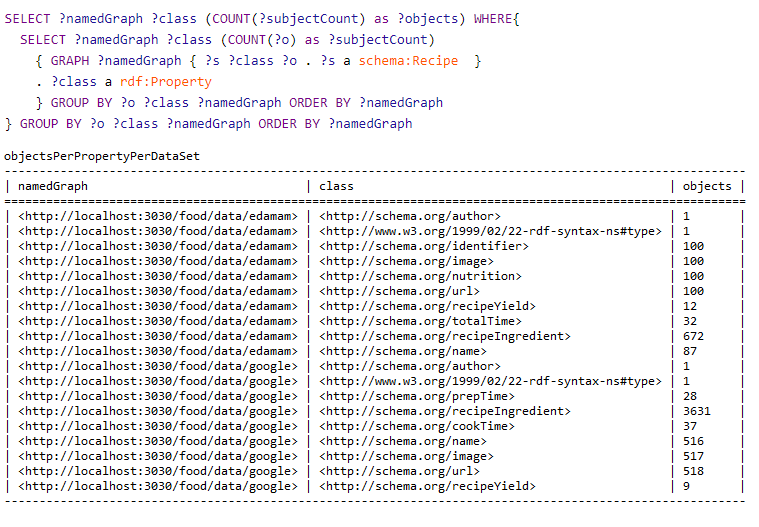 SELECT ?namedGraph ?class (COUNT(?subjectCount) as ?objects) WHERE{
  SELECT ?namedGraph ?class (COUNT(?o) as ?subjectCount)
    { GRAPH ?namedGraph { ?s ?class ?o . ?s a schema:Recipe  }
    . ?class a rdf:Property
    } GROUP BY ?o ?class ?namedGraph ORDER BY ?namedGraph
} GROUP BY ?o ?class ?namedGraph ORDER BY ?namedGraph
objectsPerPropertyPerDataSet
---------------------------------------------------------------------------------------------------
| namedGraph                            | class                                           | objects |
===================================================================================================
| <http://localhost:3030/food/data/edamam> | <http://schema.org/author> | 1 |
| <http://localhost:3030/food/data/edamam> | <http://www.w3.org/1999/02/22-rdf-syntax-ns#type> | 1 |
| <http://localhost:3030/food/data/edamam> | <http://schema.org/identifier> | 100 |
| <http://localhost:3030/food/data/edamam> | <http://schema.org/image> | 100 |
| <http://localhost:3030/food/data/edamam> | <http://schema.org/nutrition> | 100 |
| <http://localhost:3030/food/data/edamam> | <http://schema.org/url> | 100 |
| <http://localhost:3030/food/data/edamam> | <http://schema.org/recipeYield> | 12 |
| <http://localhost:3030/food/data/edamam> | <http://schema.org/totalTime> | 32 |
| <http://localhost:3030/food/data/edamam> | <http://schema.org/recipeIngredient> | 672 |
| <http://localhost:3030/food/data/edamam> | <http://schema.org/name> | 87 |
| <http://localhost:3030/food/data/google> | <http://schema.org/author> | 1 |
| <http://localhost:3030/food/data/google> | <http://www.w3.org/1999/02/22-rdf-syntax-ns#type> | 1 |
| <http://localhost:3030/food/data/google> | <http://schema.org/prepTime> | 28 |
| <http://localhost:3030/food/data/google> | <http://schema.org/recipeIngredient> | 3631 |
| <http://localhost:3030/food/data/google> | <http://schema.org/cookTime> | 37 |
| <http://localhost:3030/food/data/google> | <http://schema.org/name> | 516 |
| <http://localhost:3030/food/data/google> | <http://schema.org/image> | 517 |
| <http://localhost:3030/food/data/google> | <http://schema.org/url> | 518 |
| <http://localhost:3030/food/data/google> | <http://schema.org/recipeYield> | 9 |
---------------------------------------------------------------------------------------------------